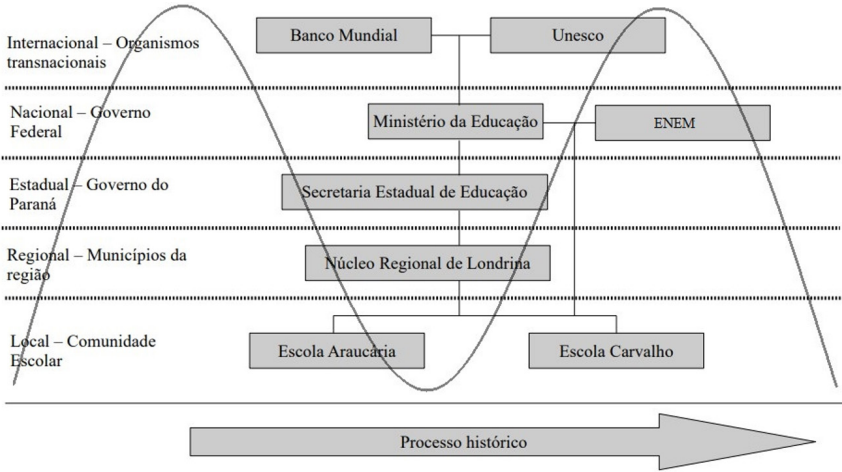 Internacional – Organismos
transnacionais
Banco Mundial
Unesco
Nacional – Governo
Federal
Ministério da Educação
ENEM
Estadual – Governo do
Paraná
Secretaria Estadual de Educação
Regional – Municípios da
região
Núcleo Regional de Londrina
Local – Comunidade
Escolar
Escola Araucária
Escola Carvalho
Processo histórico